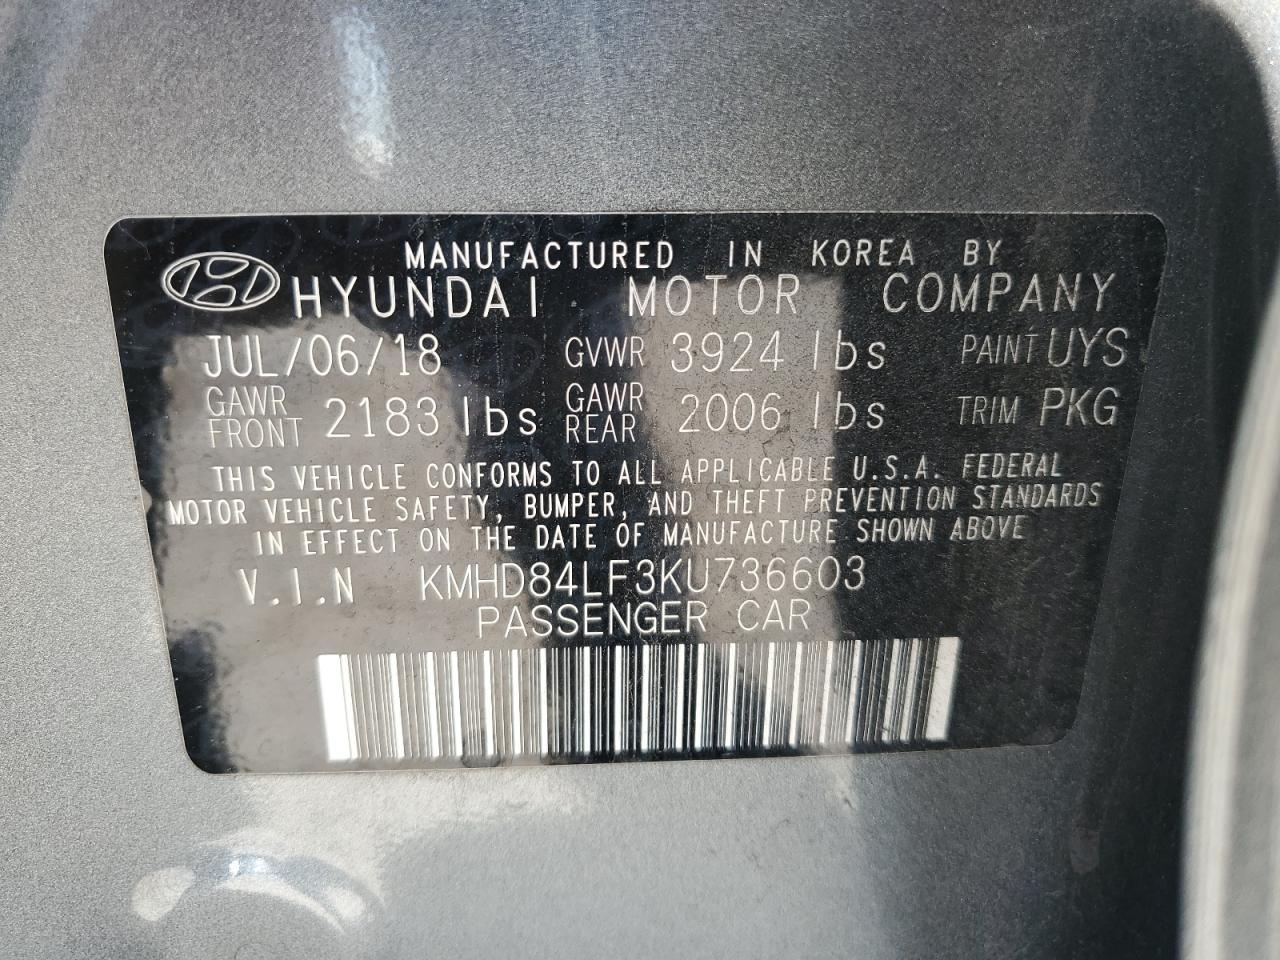 MANUFACTURED IN KOREA BY
HYUNDAI MOTOR COMPANY
JUL/06/18 GVWR 3924 lbs PAINT UYS
GAWR FRONT 2183 lbs GAWR REAR 2006 lbs TRIM PKG
THIS VEHICLE CONFORMS TO ALL APPLICABLE U.S.A. FEDERAL
MOTOR VEHICLE SAFETY, BUMPER, AND THEFT PREVENTION STANDARDS
IN EFFECT ON THE DATE OF MANUFACTURE SHOWN ABOVE
V.I.N KMHD84LF3KU736603
PASSENGER CAR